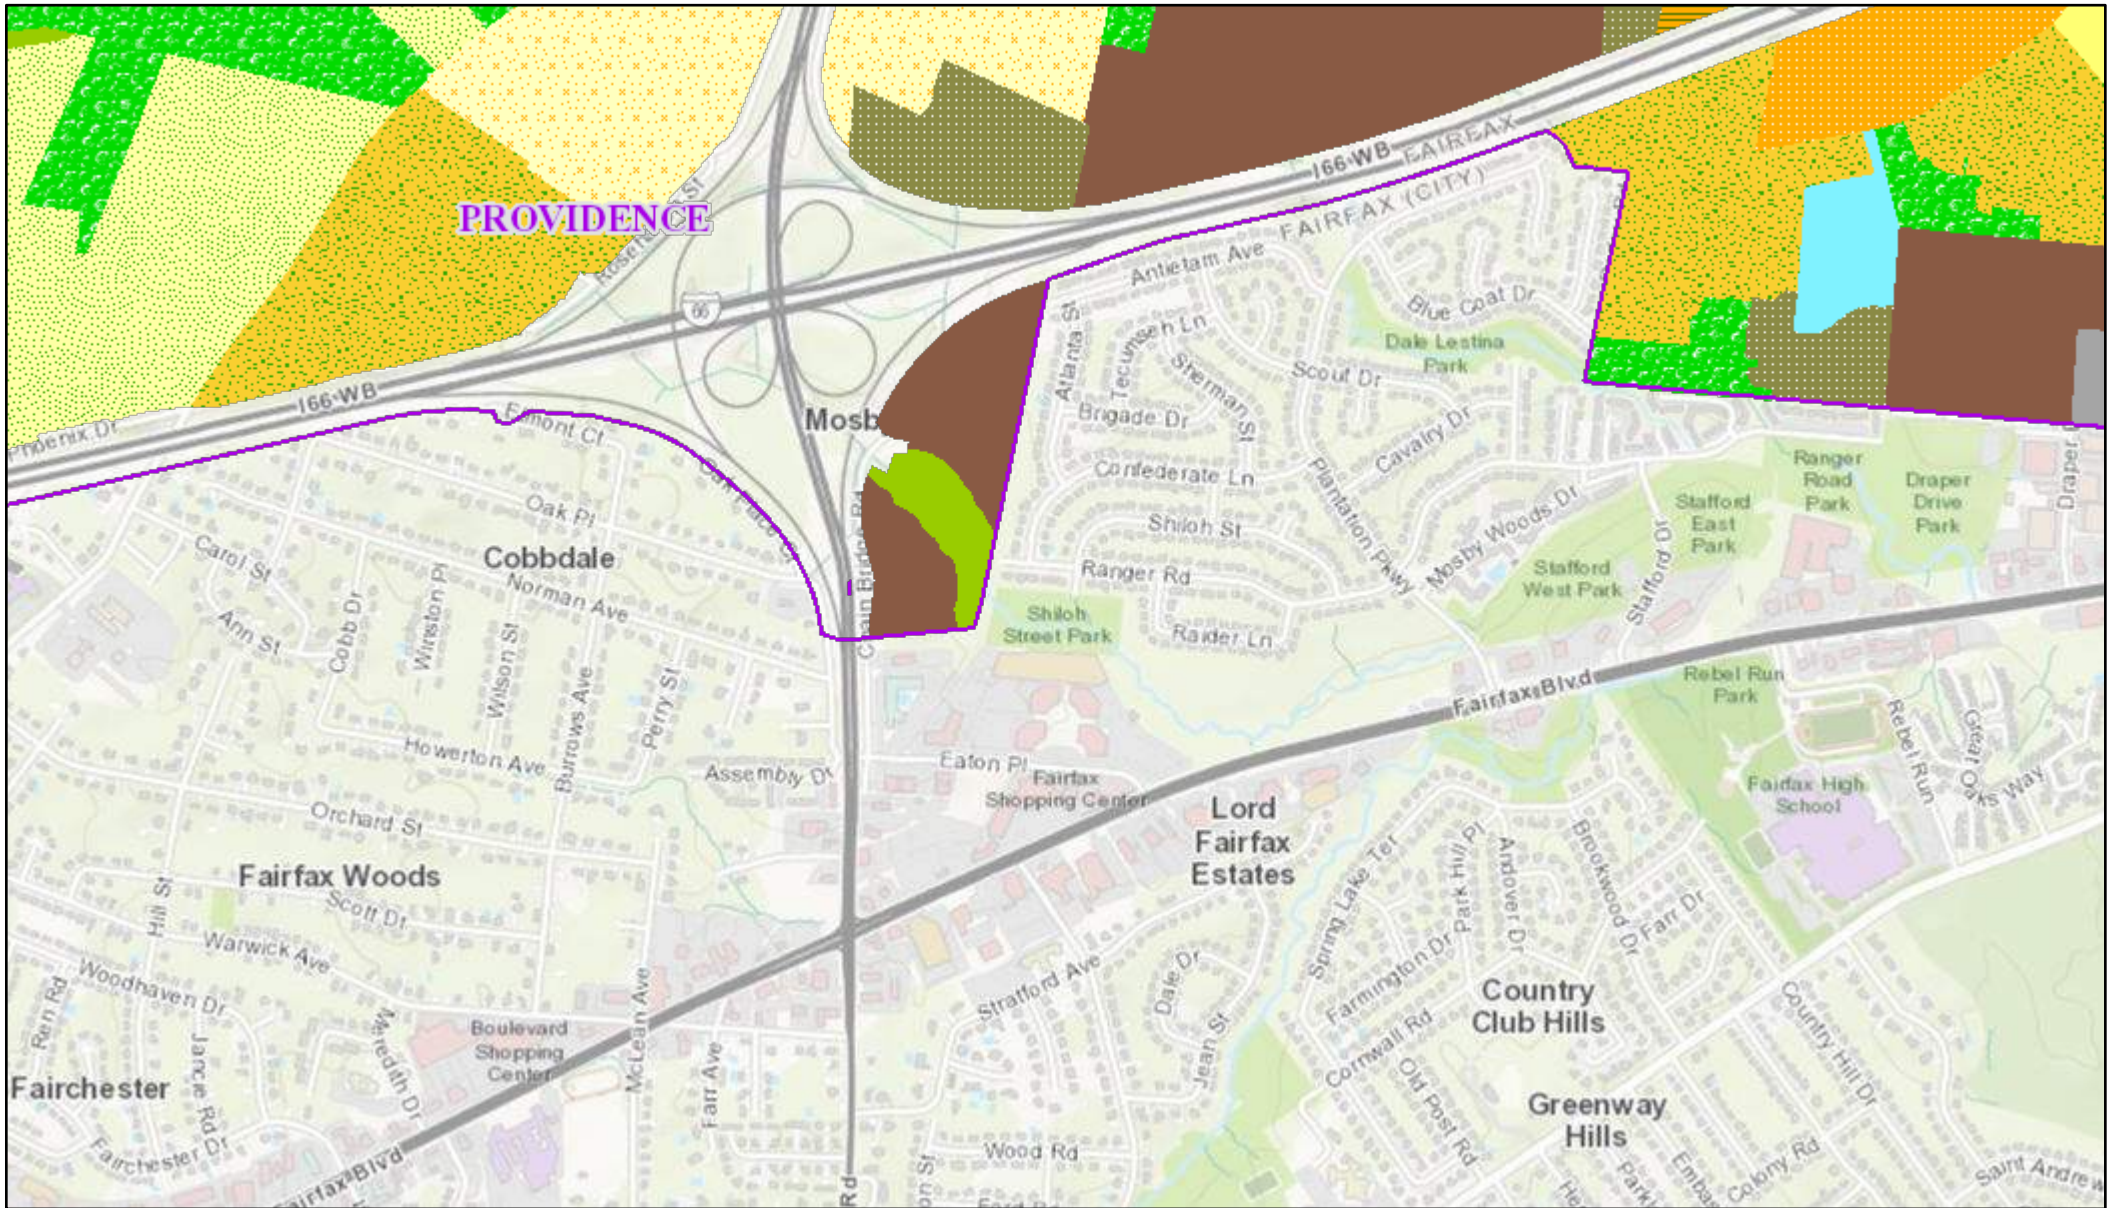 PROVIDENCE
Phoenix Dr
I66-WB
66
I66-WB
FAIRFAX
FAIRFAX (CITY)
Antietam Ave
Atlanta St
Tecumseh Ln
Sherman St
Blue Coat Dr
Dale Lestina
Park
Scout Dr
Mosb
Brigade Dr
Cavalry Dr
Confederate Ln
Plantation Pkwy
Shiloh St
Ranger Rd
Mosby Woods Dr
Raider Ln
Shiloh
Street Park
Ranger
Road
Park
Draper
Drive
Park
Draper
Stafford
East
Park
Stafford
West Park
Stafford Dr
Oak Pl
Cobbdale
Carol St
Norman Ave
Ann St
Cobb Dr
Winston Pl
Wilson St
Burrows Ave
Perry St
Howerton Ave
Assembly Dr
Eaton Pl
Fairfax
Shopping Center
Fairfax Blvd
Rebel Run
Park
Rebel Run
Great Oaks Way
Fairfax High
School
Orchard St
Lord
Fairfax
Estates
Spring Lake Ter
Park Hill Pl
Andover Dr
Brookwood Dr
Farr Dr
Fairfax Woods
Hill St
Scott Dr
Warwick Ave
Woodhaven Dr
Ren Rd
Meredith Dr
McLean Ave
Boulevard
Shopping
Center
Farr Ave
Stratford Ave
Dale Dr
Jean St
Farmington Dr
Cornwall Rd
Country
Club Hills
Country Hill Dr
Old Post Rd
Greenway
Hills
Fairchester
Fairchester Dr
Fairfax Blvd
Rd
Wood Rd
Colony Rd